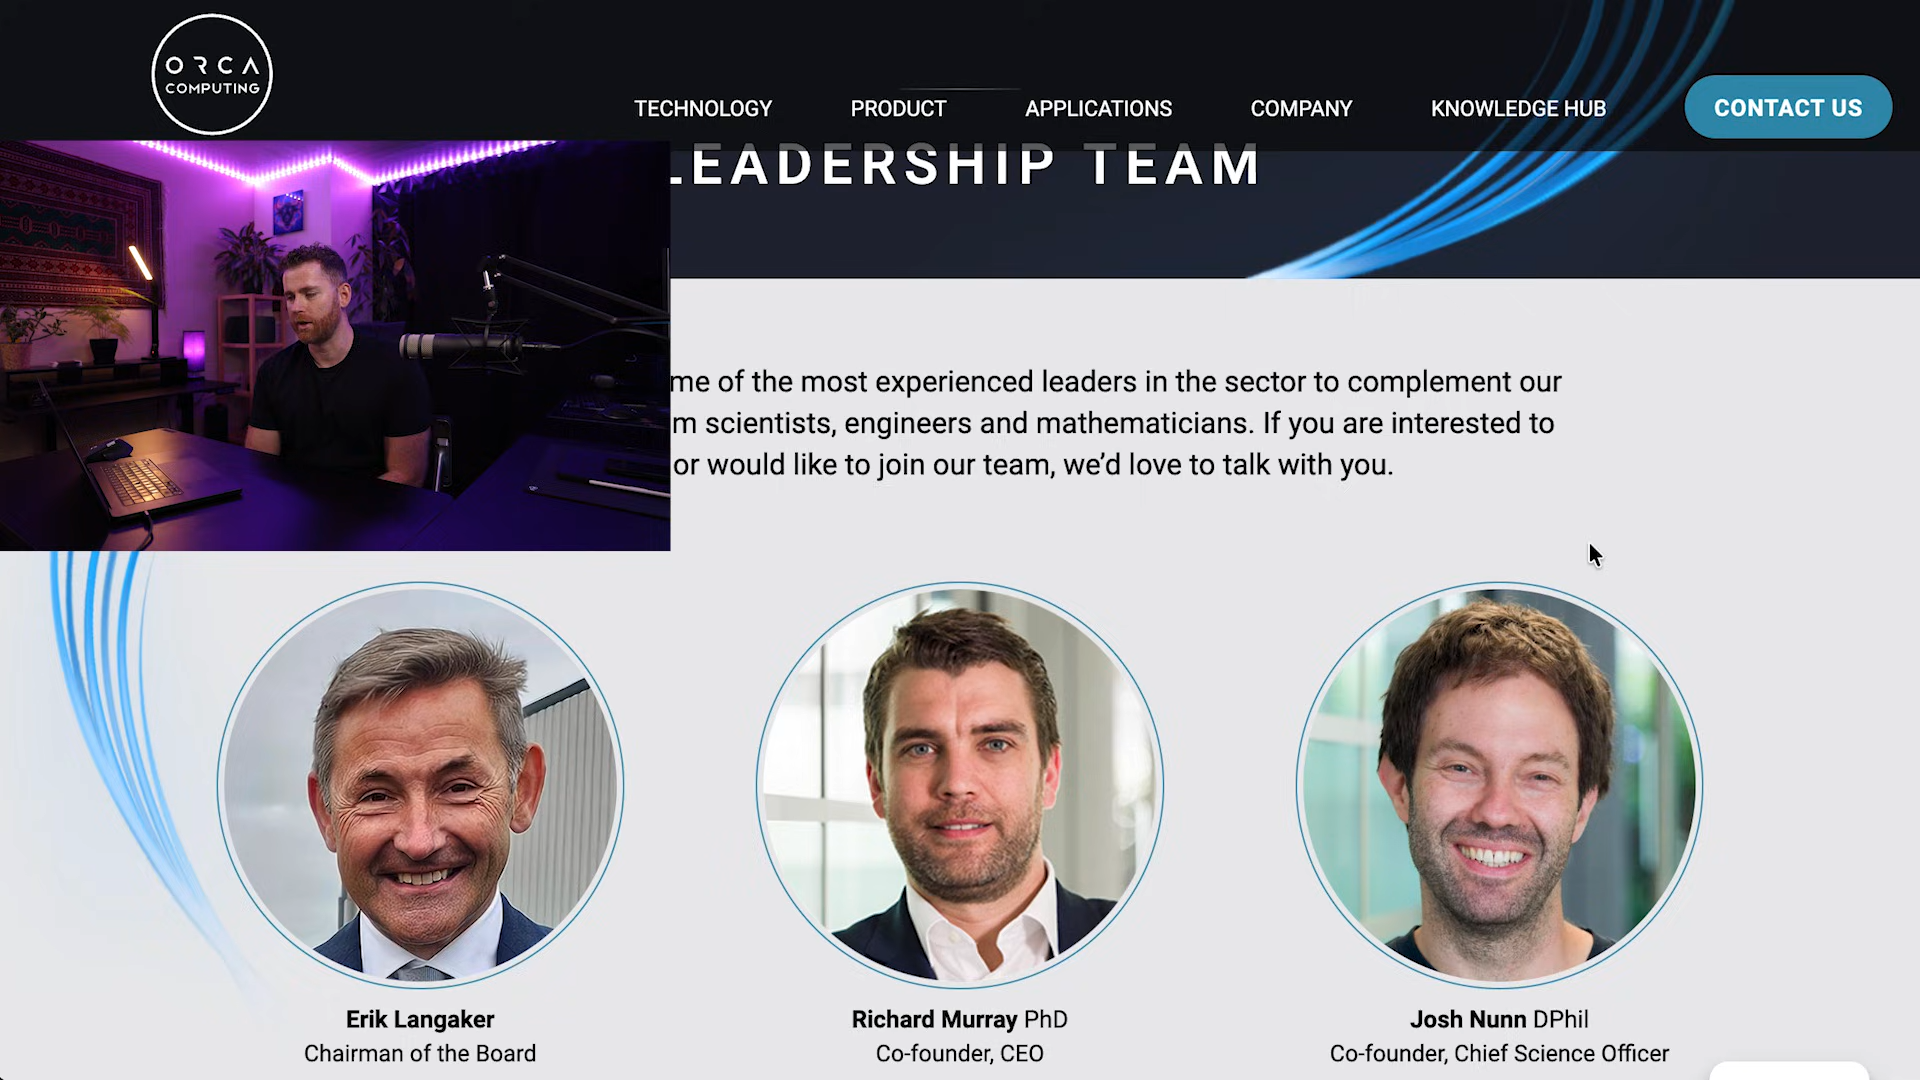 ORCA
COMPUTING
TECHNOLOGY
PRODUCT
APPLICATIONS
COMPANY
KNOWLEDGE HUB
CONTACT US
LEADERSHIP TEAM
me of the most experienced leaders in the sector to complement our
m scientists, engineers and mathematicians. If you are interested to
or would like to join our team, we’d love to talk with you.
Erik Langaker
Chairman of the Board
Richard Murray PhD
Co-founder, CEO
Josh Nunn DPhil
Co-founder, Chief Science Officer